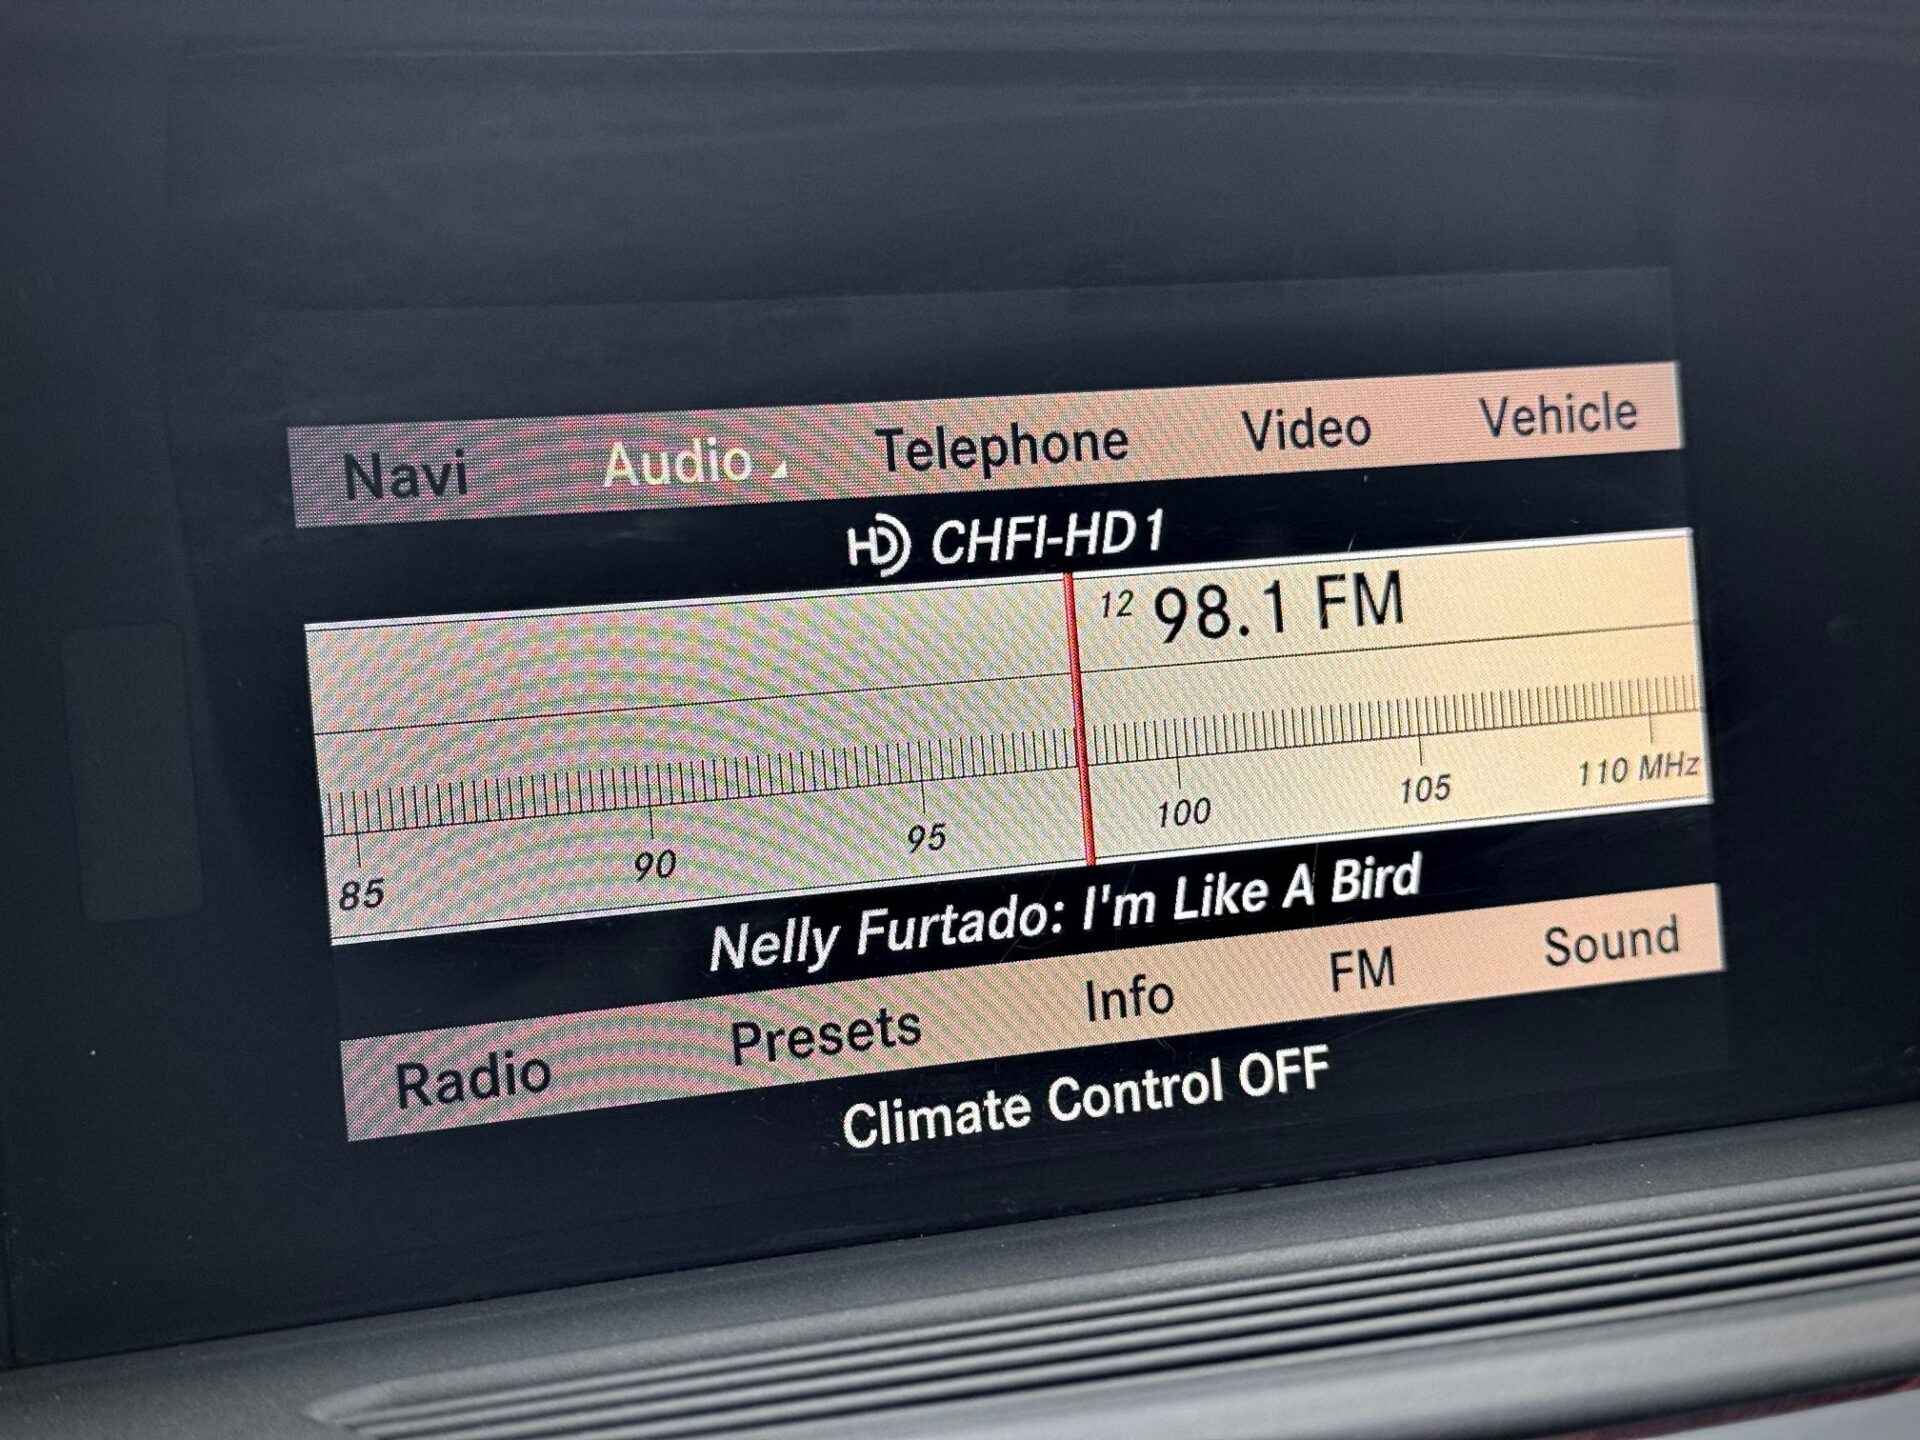 Navi Audio Telephone Video Vehicle
HD CHFI-HD1
12 98.1 FM
85 90 95 100 105 110 MHz
Nelly Furtado: I'm Like A Bird
Radio Presets Info FM Sound
Climate Control OFF